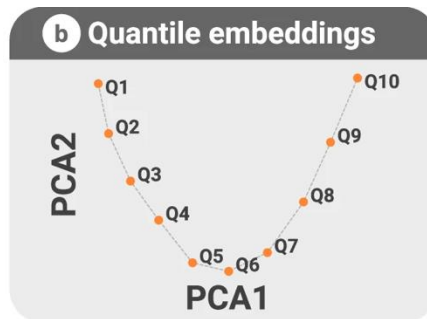 b Quantile embeddings
Q1
Q10
Q2
Q9
PCA2
Q3
Q8
Q4
Q5
Q6
Q7
PCA1